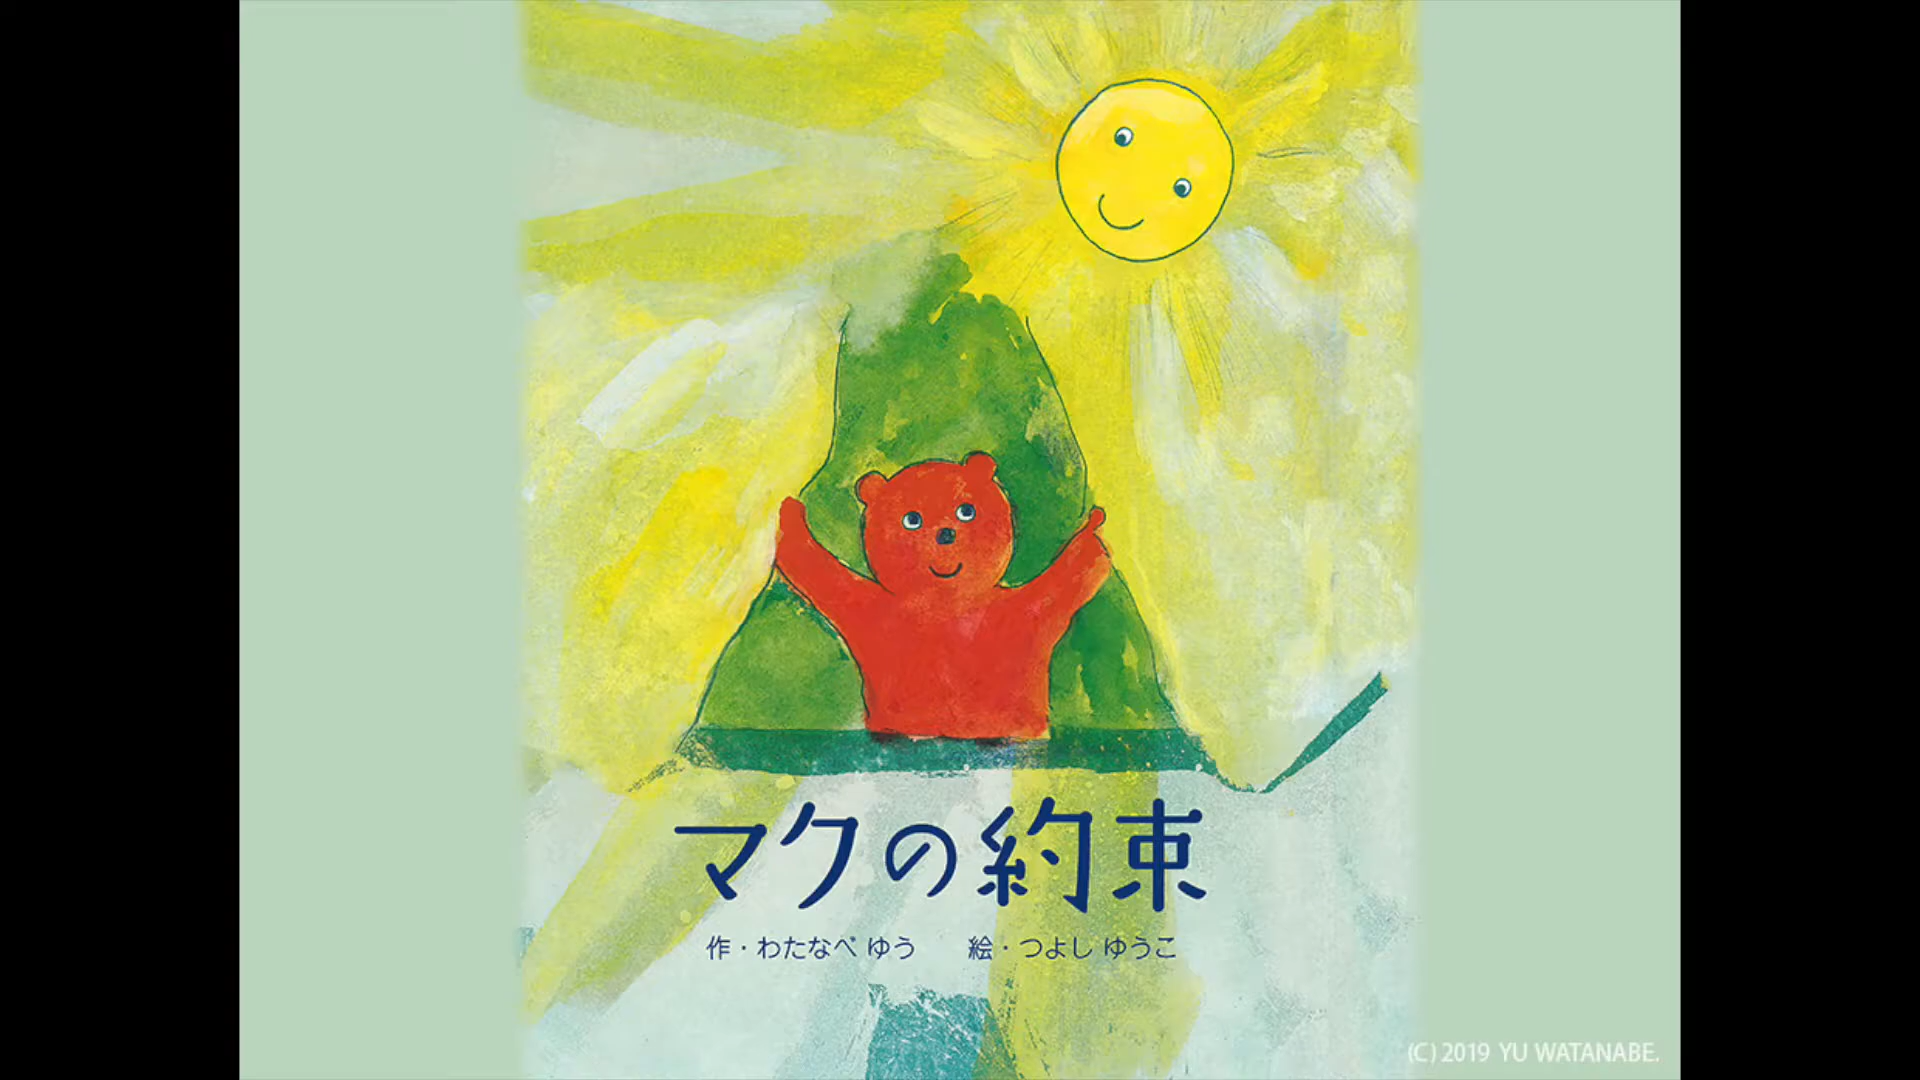 マクの約束
作・わたなべ ゆう　　絵・つよし ゆうこ
(C) 2019 YU WATANABE.